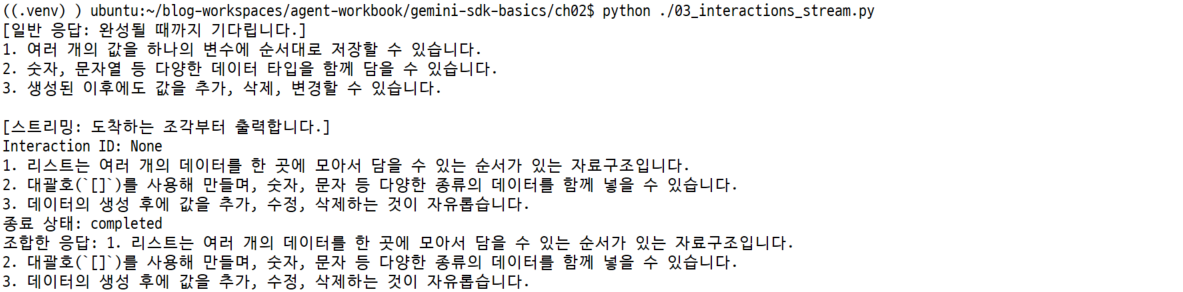 ((.venv) ) ubuntu:~/blog-workspaces/agent-workbook/gemini-sdk-basics/ch02$ python ./03_interactions_stream.py
[일반 응답: 완성될 때까지 기다립니다.]
1. 여러 개의 값을 하나의 변수에 순서대로 저장할 수 있습니다.
2. 숫자, 문자열 등 다양한 데이터 타입을 함께 담을 수 있습니다.
3. 생성된 이후에도 값을 추가, 삭제, 변경할 수 있습니다.
[스트리밍: 도착하는 조각부터 출력합니다.]
Interaction ID: None
1. 리스트는 여러 개의 데이터를 한 곳에 모아서 담을 수 있는 순서가 있는 자료구조입니다.
2. 대괄호(`[]`)를 사용해 만들며, 숫자, 문자 등 다양한 종류의 데이터를 함께 넣을 수 있습니다.
3. 데이터의 생성 후에 값을 추가, 수정, 삭제하는 것이 자유롭습니다.
종료 상태: completed
조합한 응답: 1. 리스트는 여러 개의 데이터를 한 곳에 모아서 담을 수 있는 순서가 있는 자료구조입니다.
2. 대괄호(`[]`)를 사용해 만들며, 숫자, 문자 등 다양한 종류의 데이터를 함께 넣을 수 있습니다.
3. 데이터의 생성 후에 값을 추가, 수정, 삭제하는 것이 자유롭습니다.